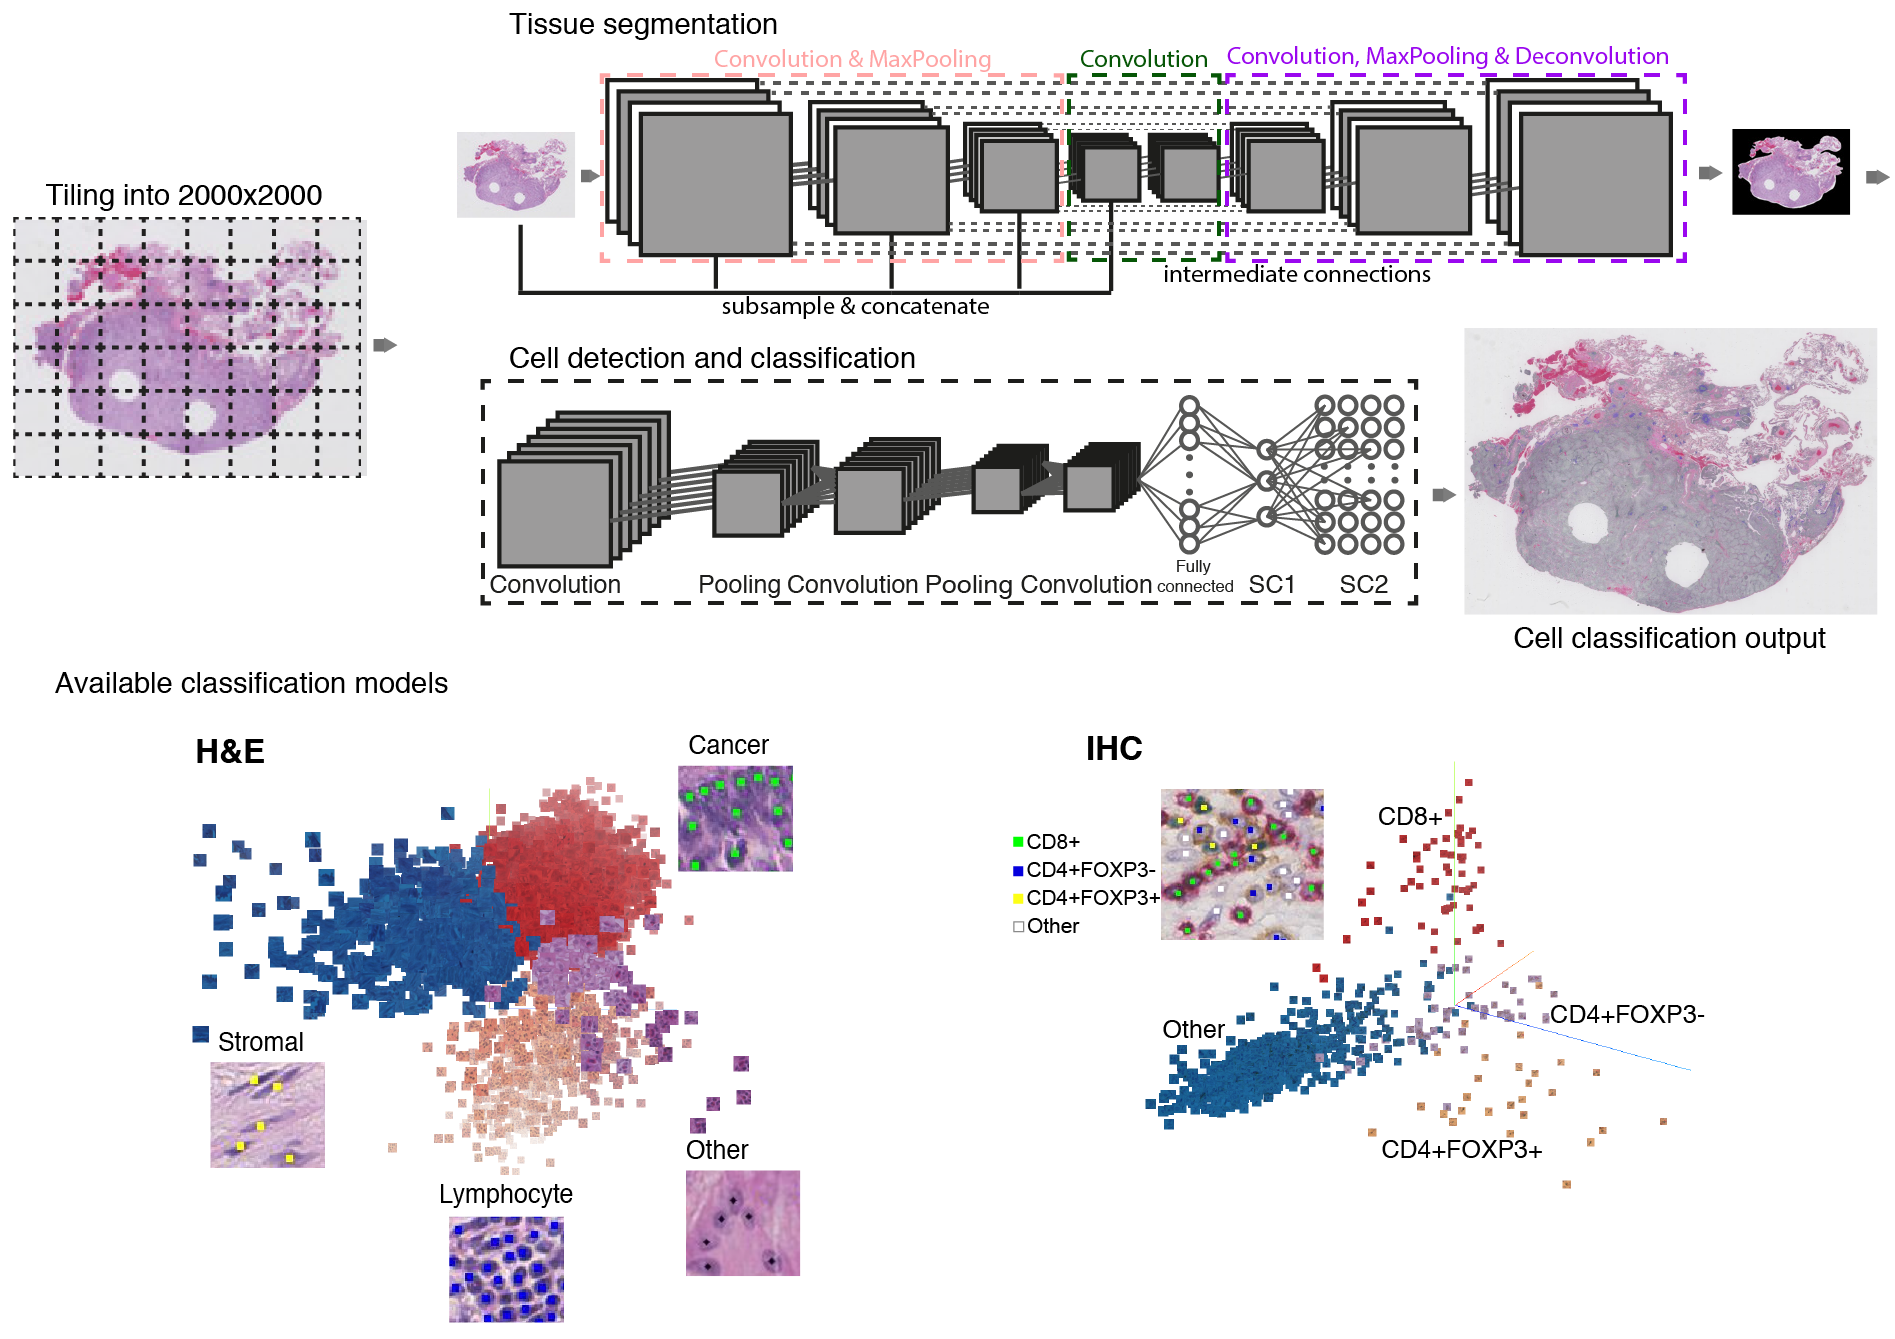 Tissue segmentation
Convolution & MaxPooling
Convolution
Convolution, MaxPooling & Deconvolution
Tiling into 2000x2000
intermediate connections
subsample & concatenate
Cell detection and classification
Convolution
Pooling
Convolution
Pooling
Convolution
Fully
connected
SC1
SC2
Cell classification output
Available classification models
H&E
Cancer
Stromal
Lymphocyte
Other
IHC
CD8+
CD4+FOXP3-
CD4+FOXP3+
Other
CD8+
Other
CD4+FOXP3-
CD4+FOXP3+